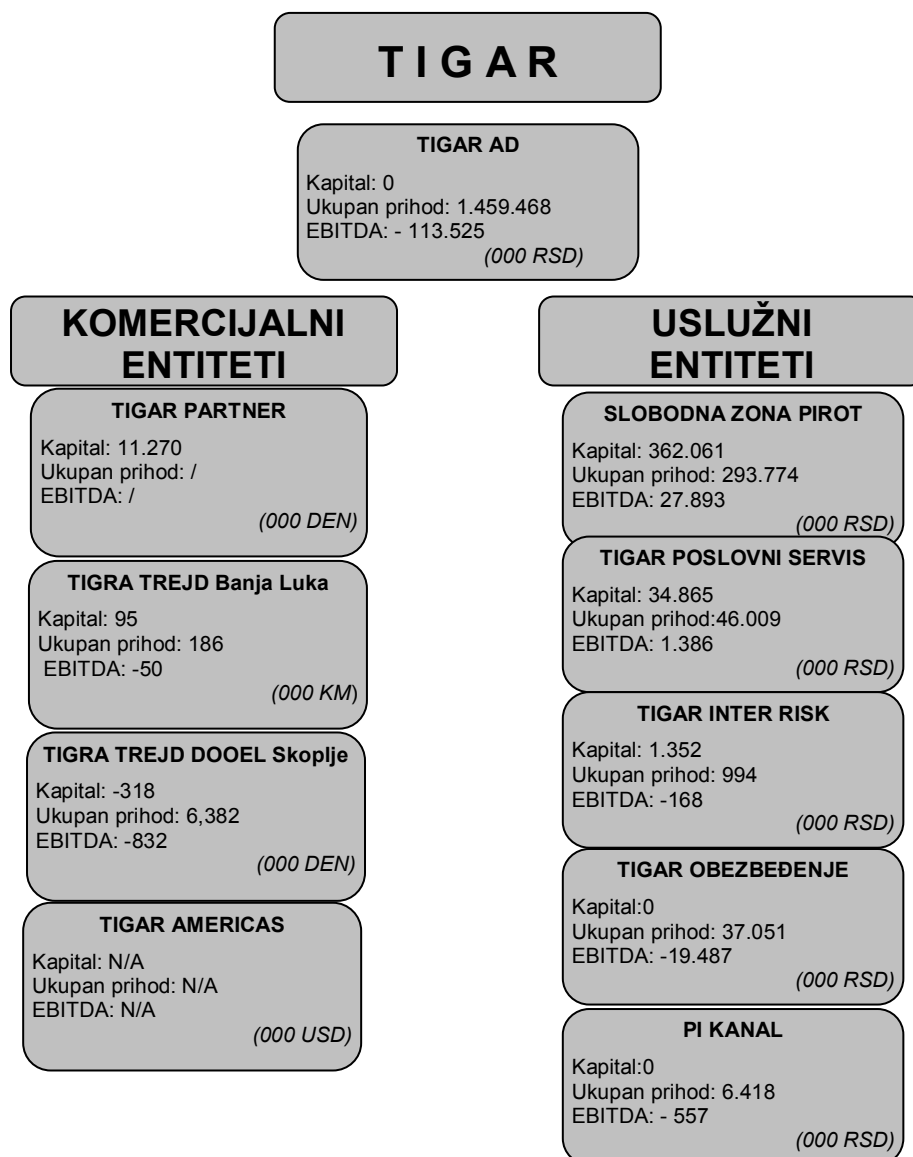 T I G A R
TIGAR AD
Kapital: 0
Ukupan prihod: 1.459.468
EBITDA: - 113.525
(000 RSD)
KOMERCIJALNI
ENTITETI
TIGAR PARTNER
Kapital: 11.270
Ukupan prihod: /
EBITDA: /
(000 DEN)
TIGRA TREJD Banja Luka
Kapital: 95
Ukupan prihod: 186
EBITDA: -50
(000 KM)
TIGRA TREJD DOOEL Skoplje
Kapital: -318
Ukupan prihod: 6,382
EBITDA: -832
(000 DEN)
TIGAR AMERICAS
Kapital: N/A
Ukupan prihod: N/A
EBITDA: N/A
(000 USD)
USLUŽNI
ENTITETI
SLOBODNA ZONA PIROT
Kapital: 362.061
Ukupan prihod: 293.774
EBITDA: 27.893
(000 RSD)
TIGAR POSLOVNI SERVIS
Kapital: 34.865
Ukupan prihod:46.009
EBITDA: 1.386
(000 RSD)
TIGAR INTER RISK
Kapital: 1.352
Ukupan prihod: 994
EBITDA: -168
(000 RSD)
TIGAR OBEZBEĐENJE
Kapital:0
Ukupan prihod: 37.051
EBITDA: -19.487
(000 RSD)
PI KANAL
Kapital:0
Ukupan prihod: 6.418
EBITDA: - 557
(000 RSD)